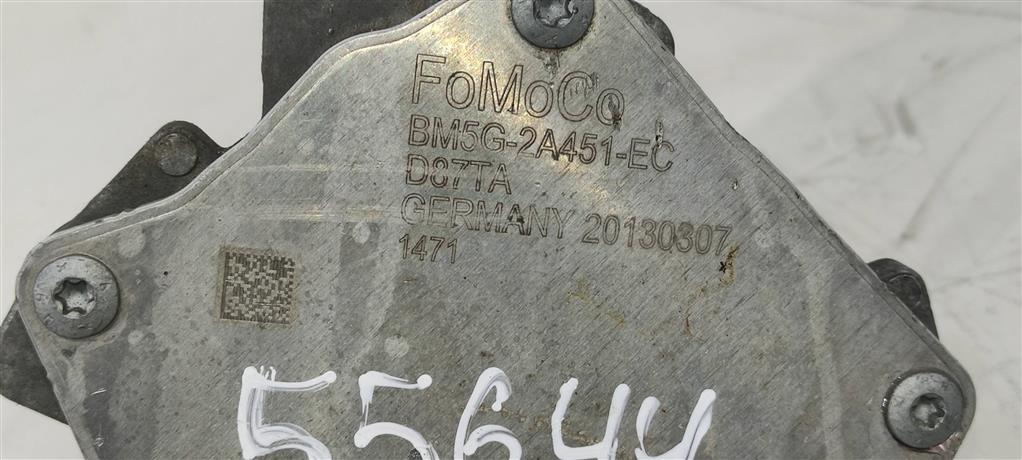 FoMoCo
BM5G-2A451-EC
D87TA
GERMANY 20130307
1471
55644